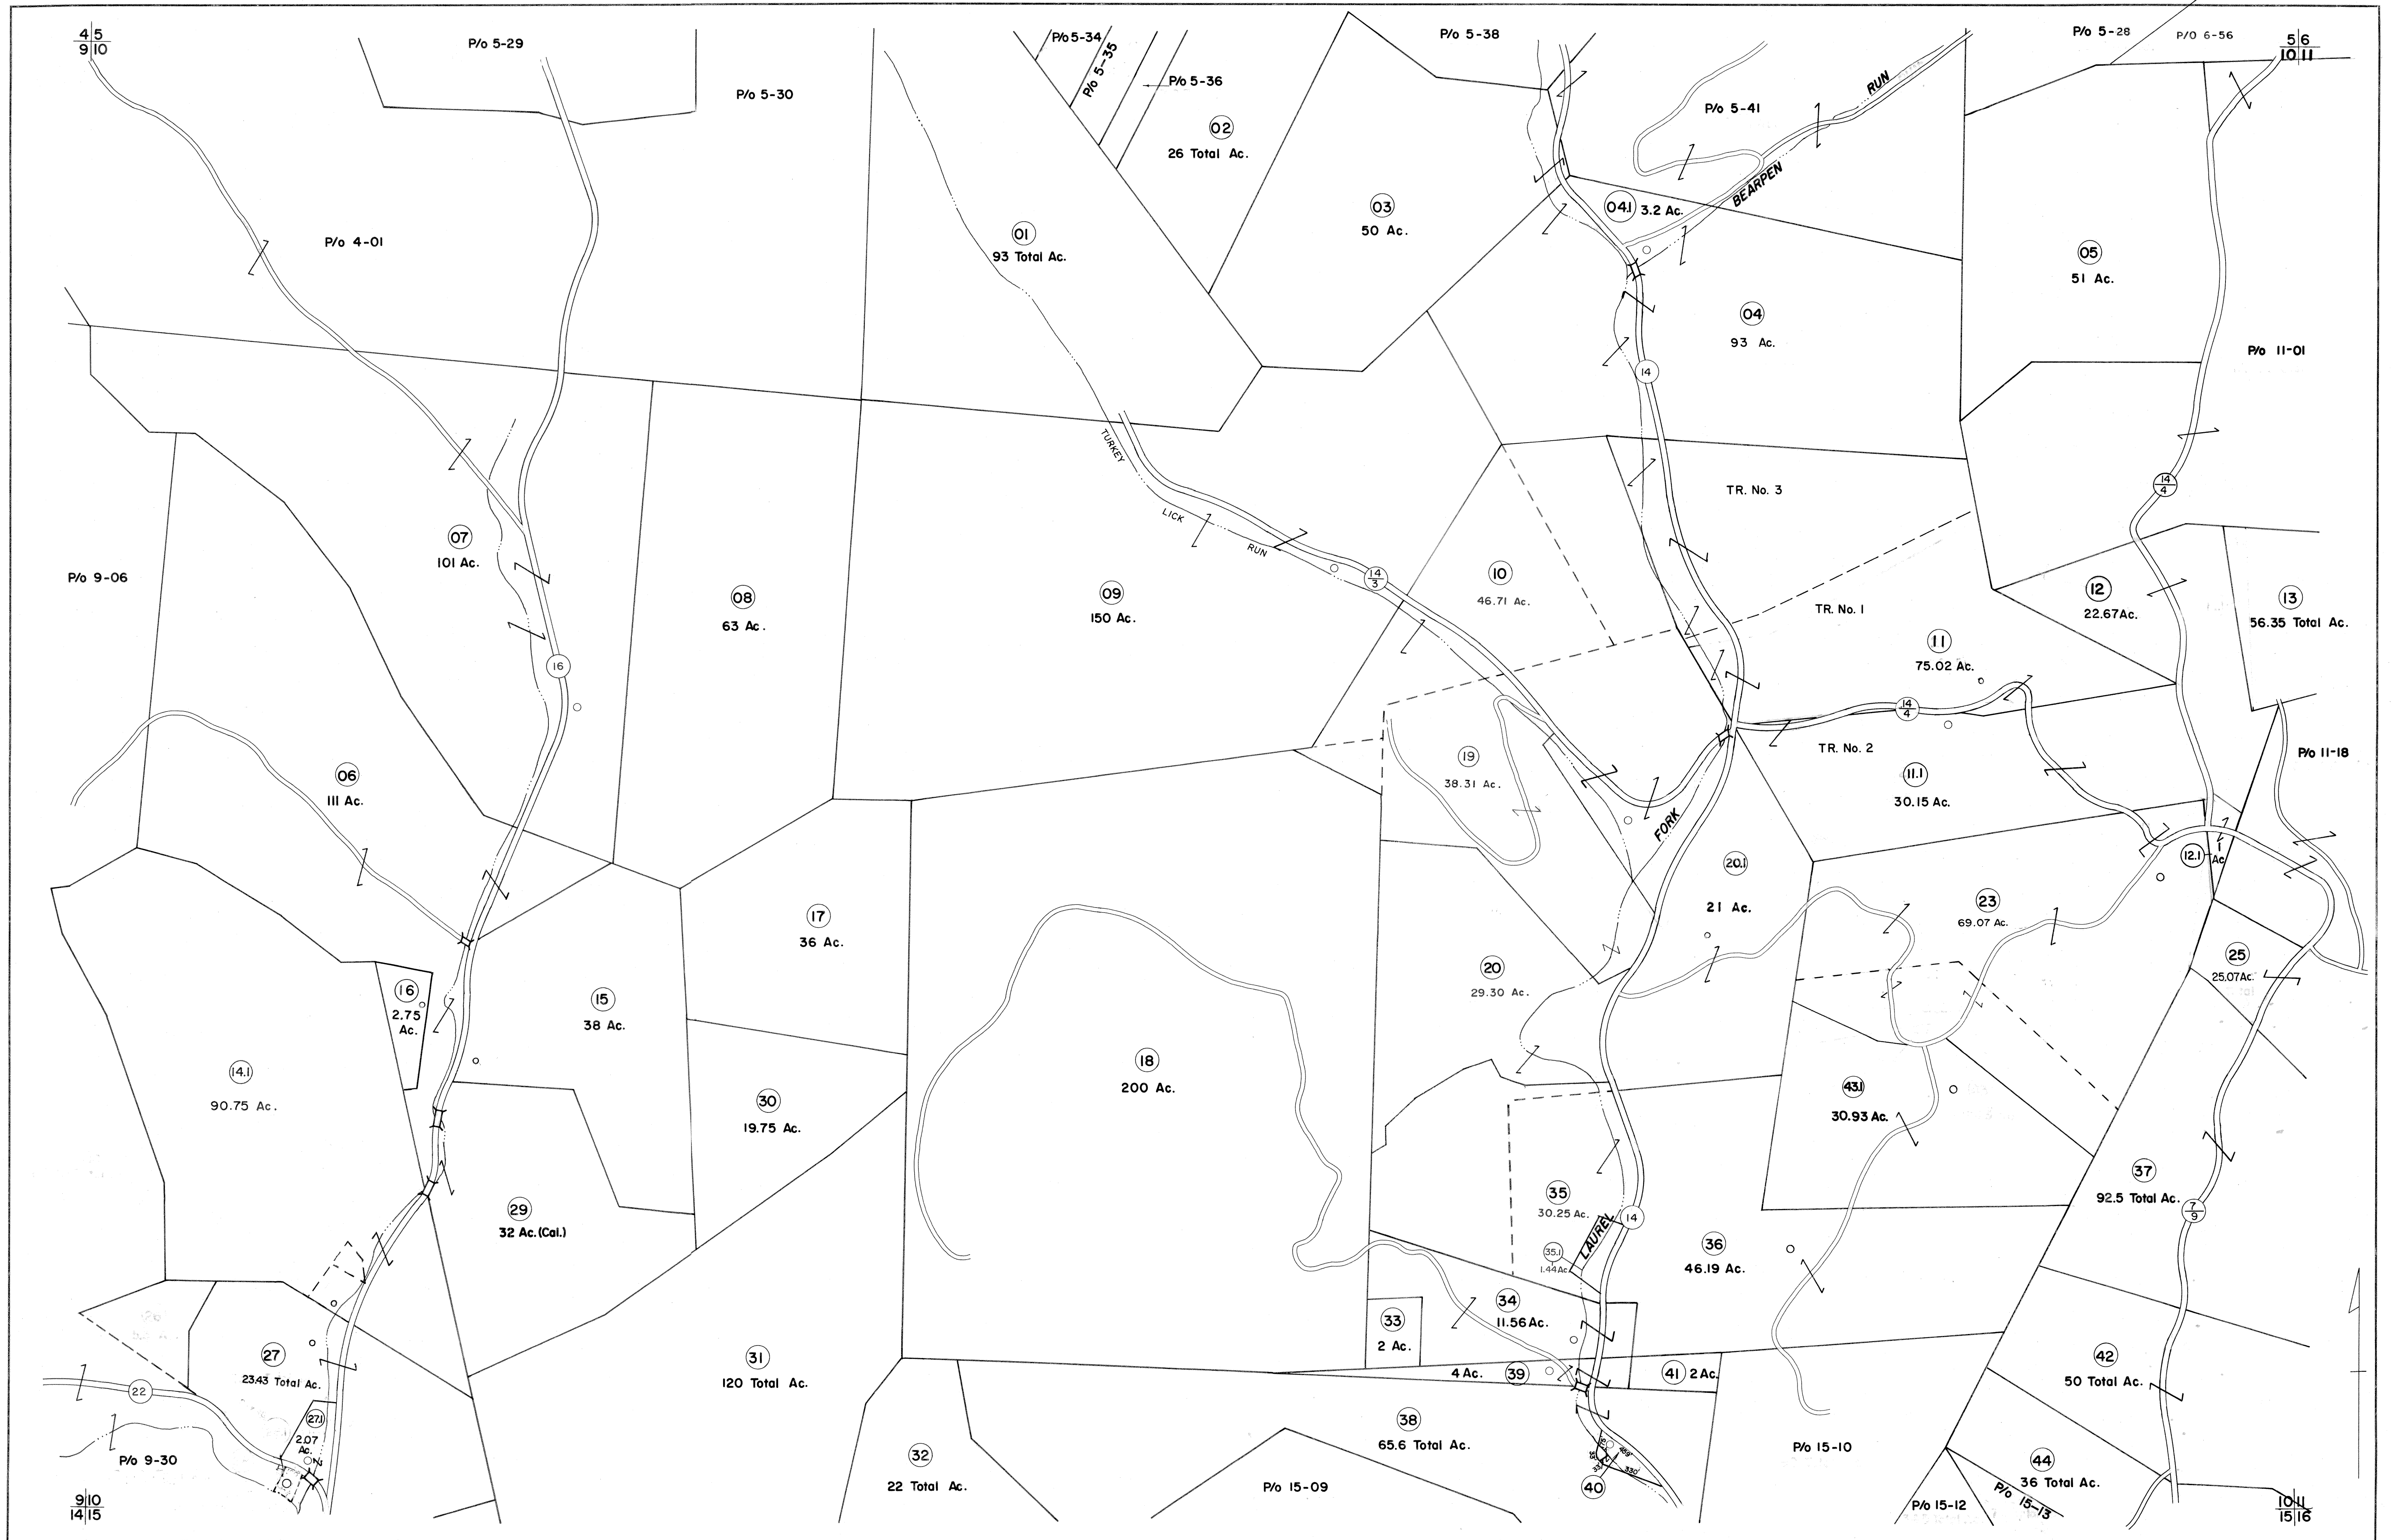 4 5
9 10
P/o 5-29
P/o 5-30
P/o 5-34
P/o 5-35
P/o 5-36
P/o 5-38
P/o 5-41
P/o 5-28
P/O 6-56
5 6
10 11
RUN
BEARPEN
02
26 Total Ac.
03
50 Ac.
04.1 3.2 Ac.
P/o 4-01
01
93 Total Ac.
05
51 Ac.
04
93 Ac.
P/o 11-01
14
TURKEY
LICK
RUN
TR. No. 3
14
4
07
101 Ac.
P/o 9-06
08
63 Ac.
09
150 Ac.
14
3
10
46.71 Ac.
TR. No. 1
12
22.67 Ac.
13
56.35 Total Ac.
11
75.02 Ac.
16
14
4
TR. No. 2
P/o 11-18
06
111 Ac.
19
38.31 Ac.
11.1
30.15 Ac.
FORK
12.1
1
Ac
20.1
21 Ac.
17
36 Ac.
23
69.07 Ac.
20
29.30 Ac.
25
25.07 Ac.
16
2.75
Ac.
15
38 Ac.
14.1
90.75 Ac.
18
200 Ac.
30
19.75 Ac.
43.1
30.93 Ac.
37
92.5 Total Ac.
7
9
29
32 Ac. (Cal.)
35
30.25 Ac.
14
LAUREL
35.1
1.44 Ac
36
46.19 Ac.
34
11.56 Ac.
33
2 Ac.
27
23.43 Total Ac.
31
120 Total Ac.
42
50 Total Ac.
4 Ac. 39
41 2 Ac.
22
27.1
2.07
Ac.
38
65.6 Total Ac.
P/o 15-10
P/o 9-30
32
22 Total Ac.
P/o 15-09
459'
330'
40
44
36 Total Ac.
P/o 15-12
P/o 15-13
9 10
14 15
10 11
15 16